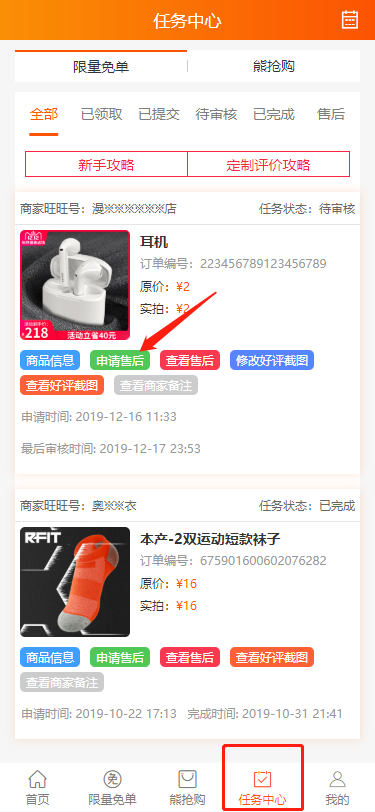 任务中心
限量免单 熊抢购
全部 已领取 已提交 待审核 已完成 售后
新手攻略 定制评价攻略
商家旺旺号：漫※※※※※※店 任务状态：待审核
耳机
订单编号：223456789123456789
218
活动立省40元
原价：¥2
实拍：¥2
商品信息 申请售后 查看售后 修改好评截图
查看好评截图 查看商家备注
申请时间: 2019-12-16 11:33
最后审核时间: 2019-12-17 23:53
商家旺旺号：奥※※衣 任务状态：已完成
RFIT
本产-2双运动短款袜子
订单编号：675901600602076282
原价：¥16
实拍：¥16
商品信息 申请售后 查看售后 查看好评截图
查看商家备注
申请时间: 2019-10-22 17:13 完成时间: 2019-10-31 21:41
首页 限量免单 熊抢购 任务中心 我的